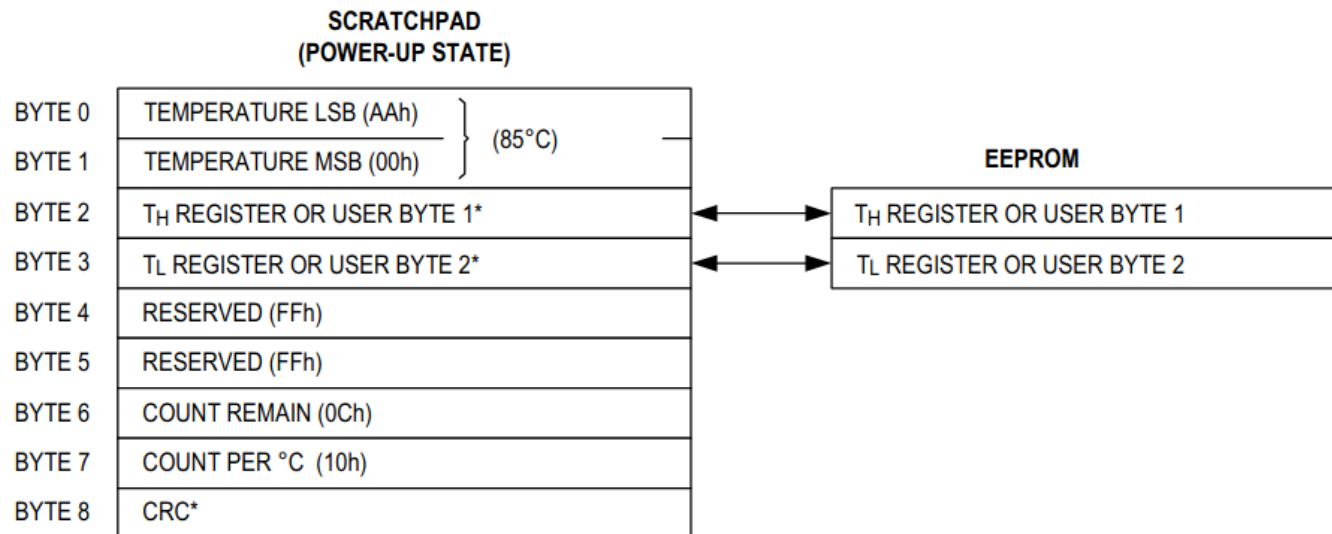 SCRATCHPAD
(POWER-UP STATE)
BYTE 0 TEMPERATURE LSB (AAh)
(85°C)
BYTE 1 TEMPERATURE MSB (00h)
EEPROM
BYTE 2 TH REGISTER OR USER BYTE 1* TH REGISTER OR USER BYTE 1
BYTE 3 TL REGISTER OR USER BYTE 2* TL REGISTER OR USER BYTE 2
BYTE 4 RESERVED (FFh)
BYTE 5 RESERVED (FFh)
BYTE 6 COUNT REMAIN (0Ch)
BYTE 7 COUNT PER °C (10h)
BYTE 8 CRC*